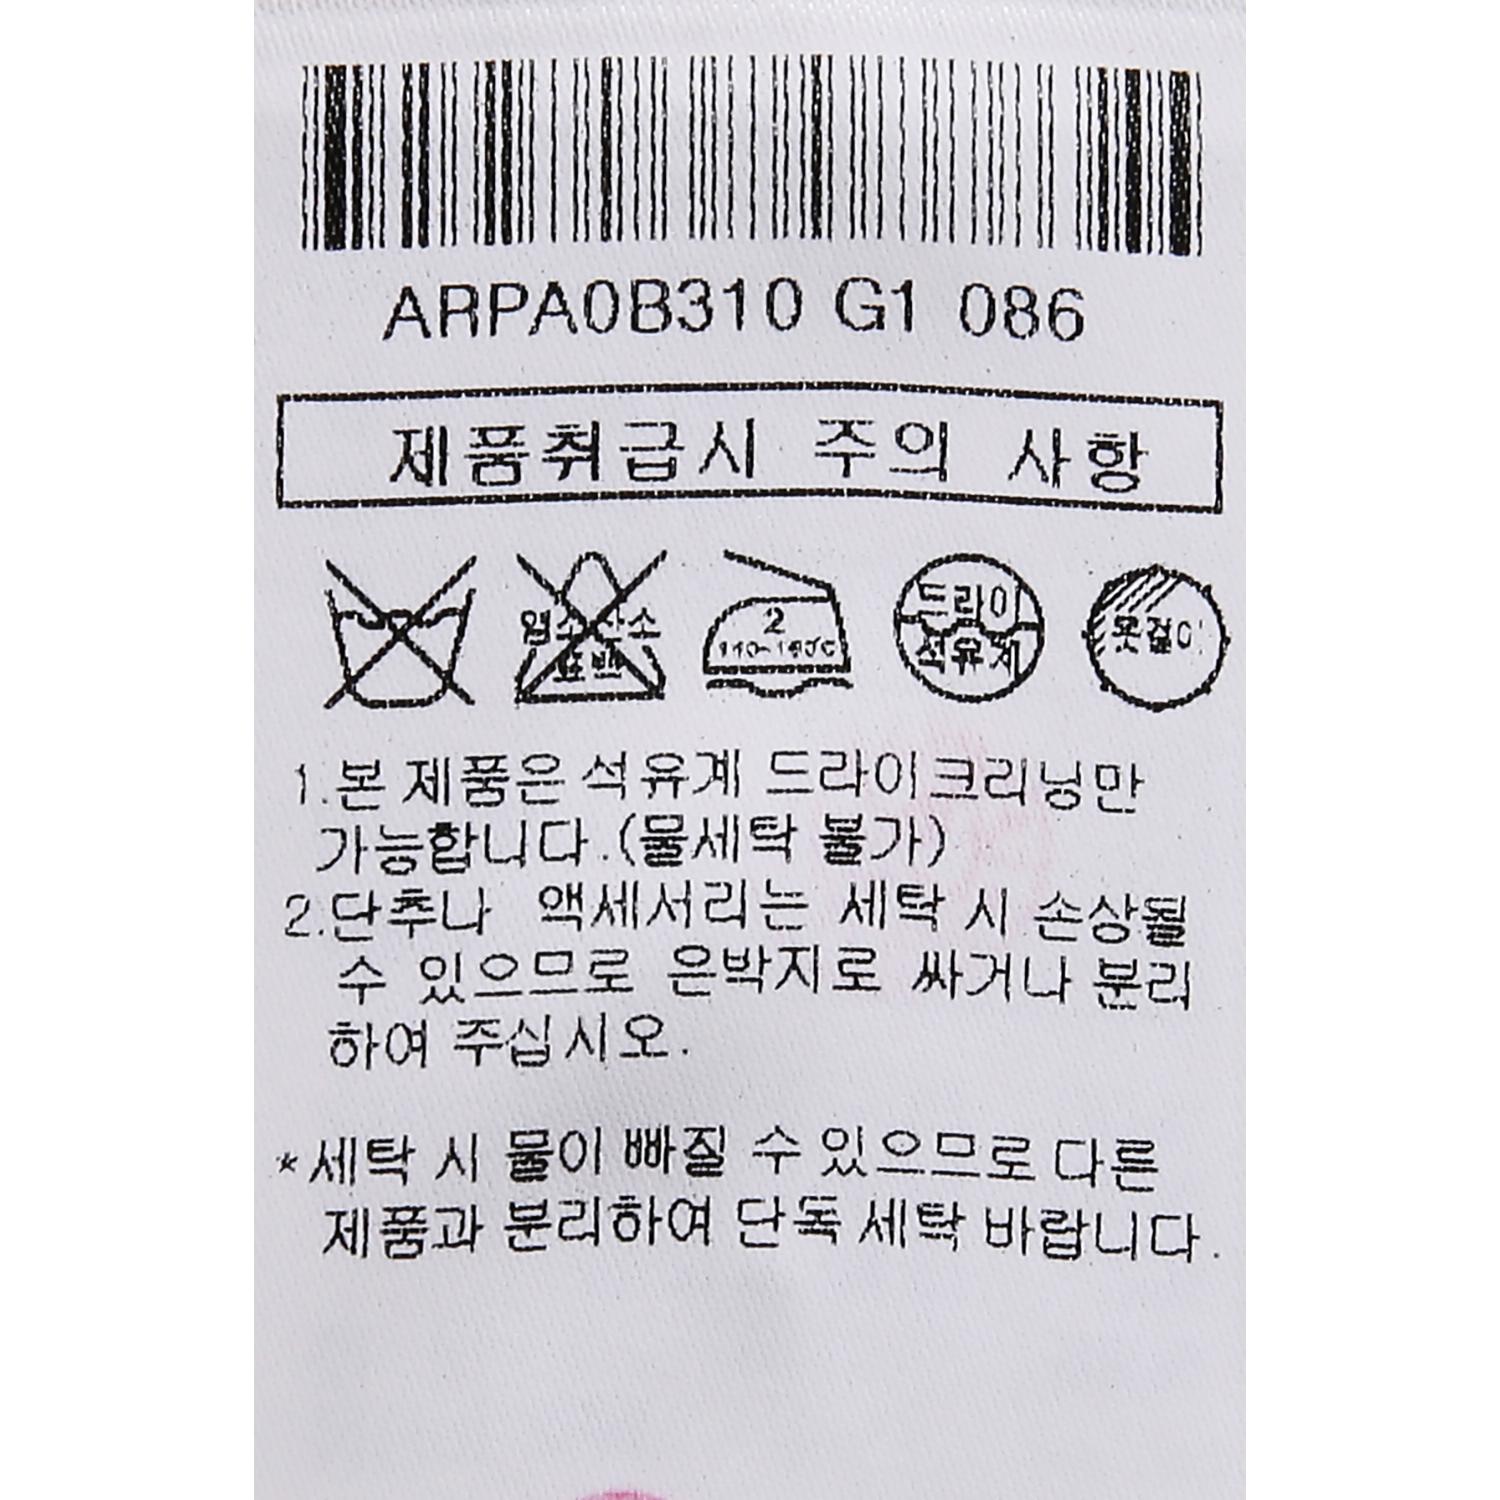 ARPA0B310 G1 086
제품취급시 주의 사항
염소 산소
표백
2
드라이
석유계
옷걸이
1.본 제품은 석유계 드라이크리닝만
가능합니다.(물세탁 불가)
2.단추나 액세서리는 세탁 시 손상될
수 있으므로 은박지로 싸거나 분리
하여 주십시오.
*세탁 시 물이 빠질 수 있으므로 다른
제품과 분리하여 단독 세탁 바랍니다.